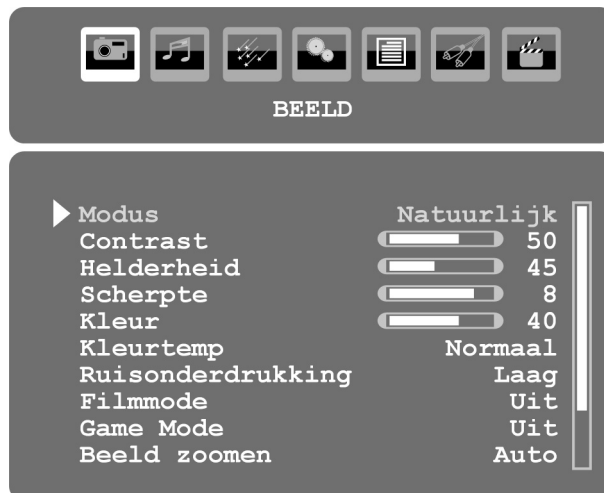 BEELD
Modus Natuurlijk
Contrast 50
Helderheid 45
Scherpte 8
Kleur 40
Kleurtemp Normaal
Ruisonderdrukking Laag
Filmmode Uit
Game Mode Uit
Beeld zoomen Auto